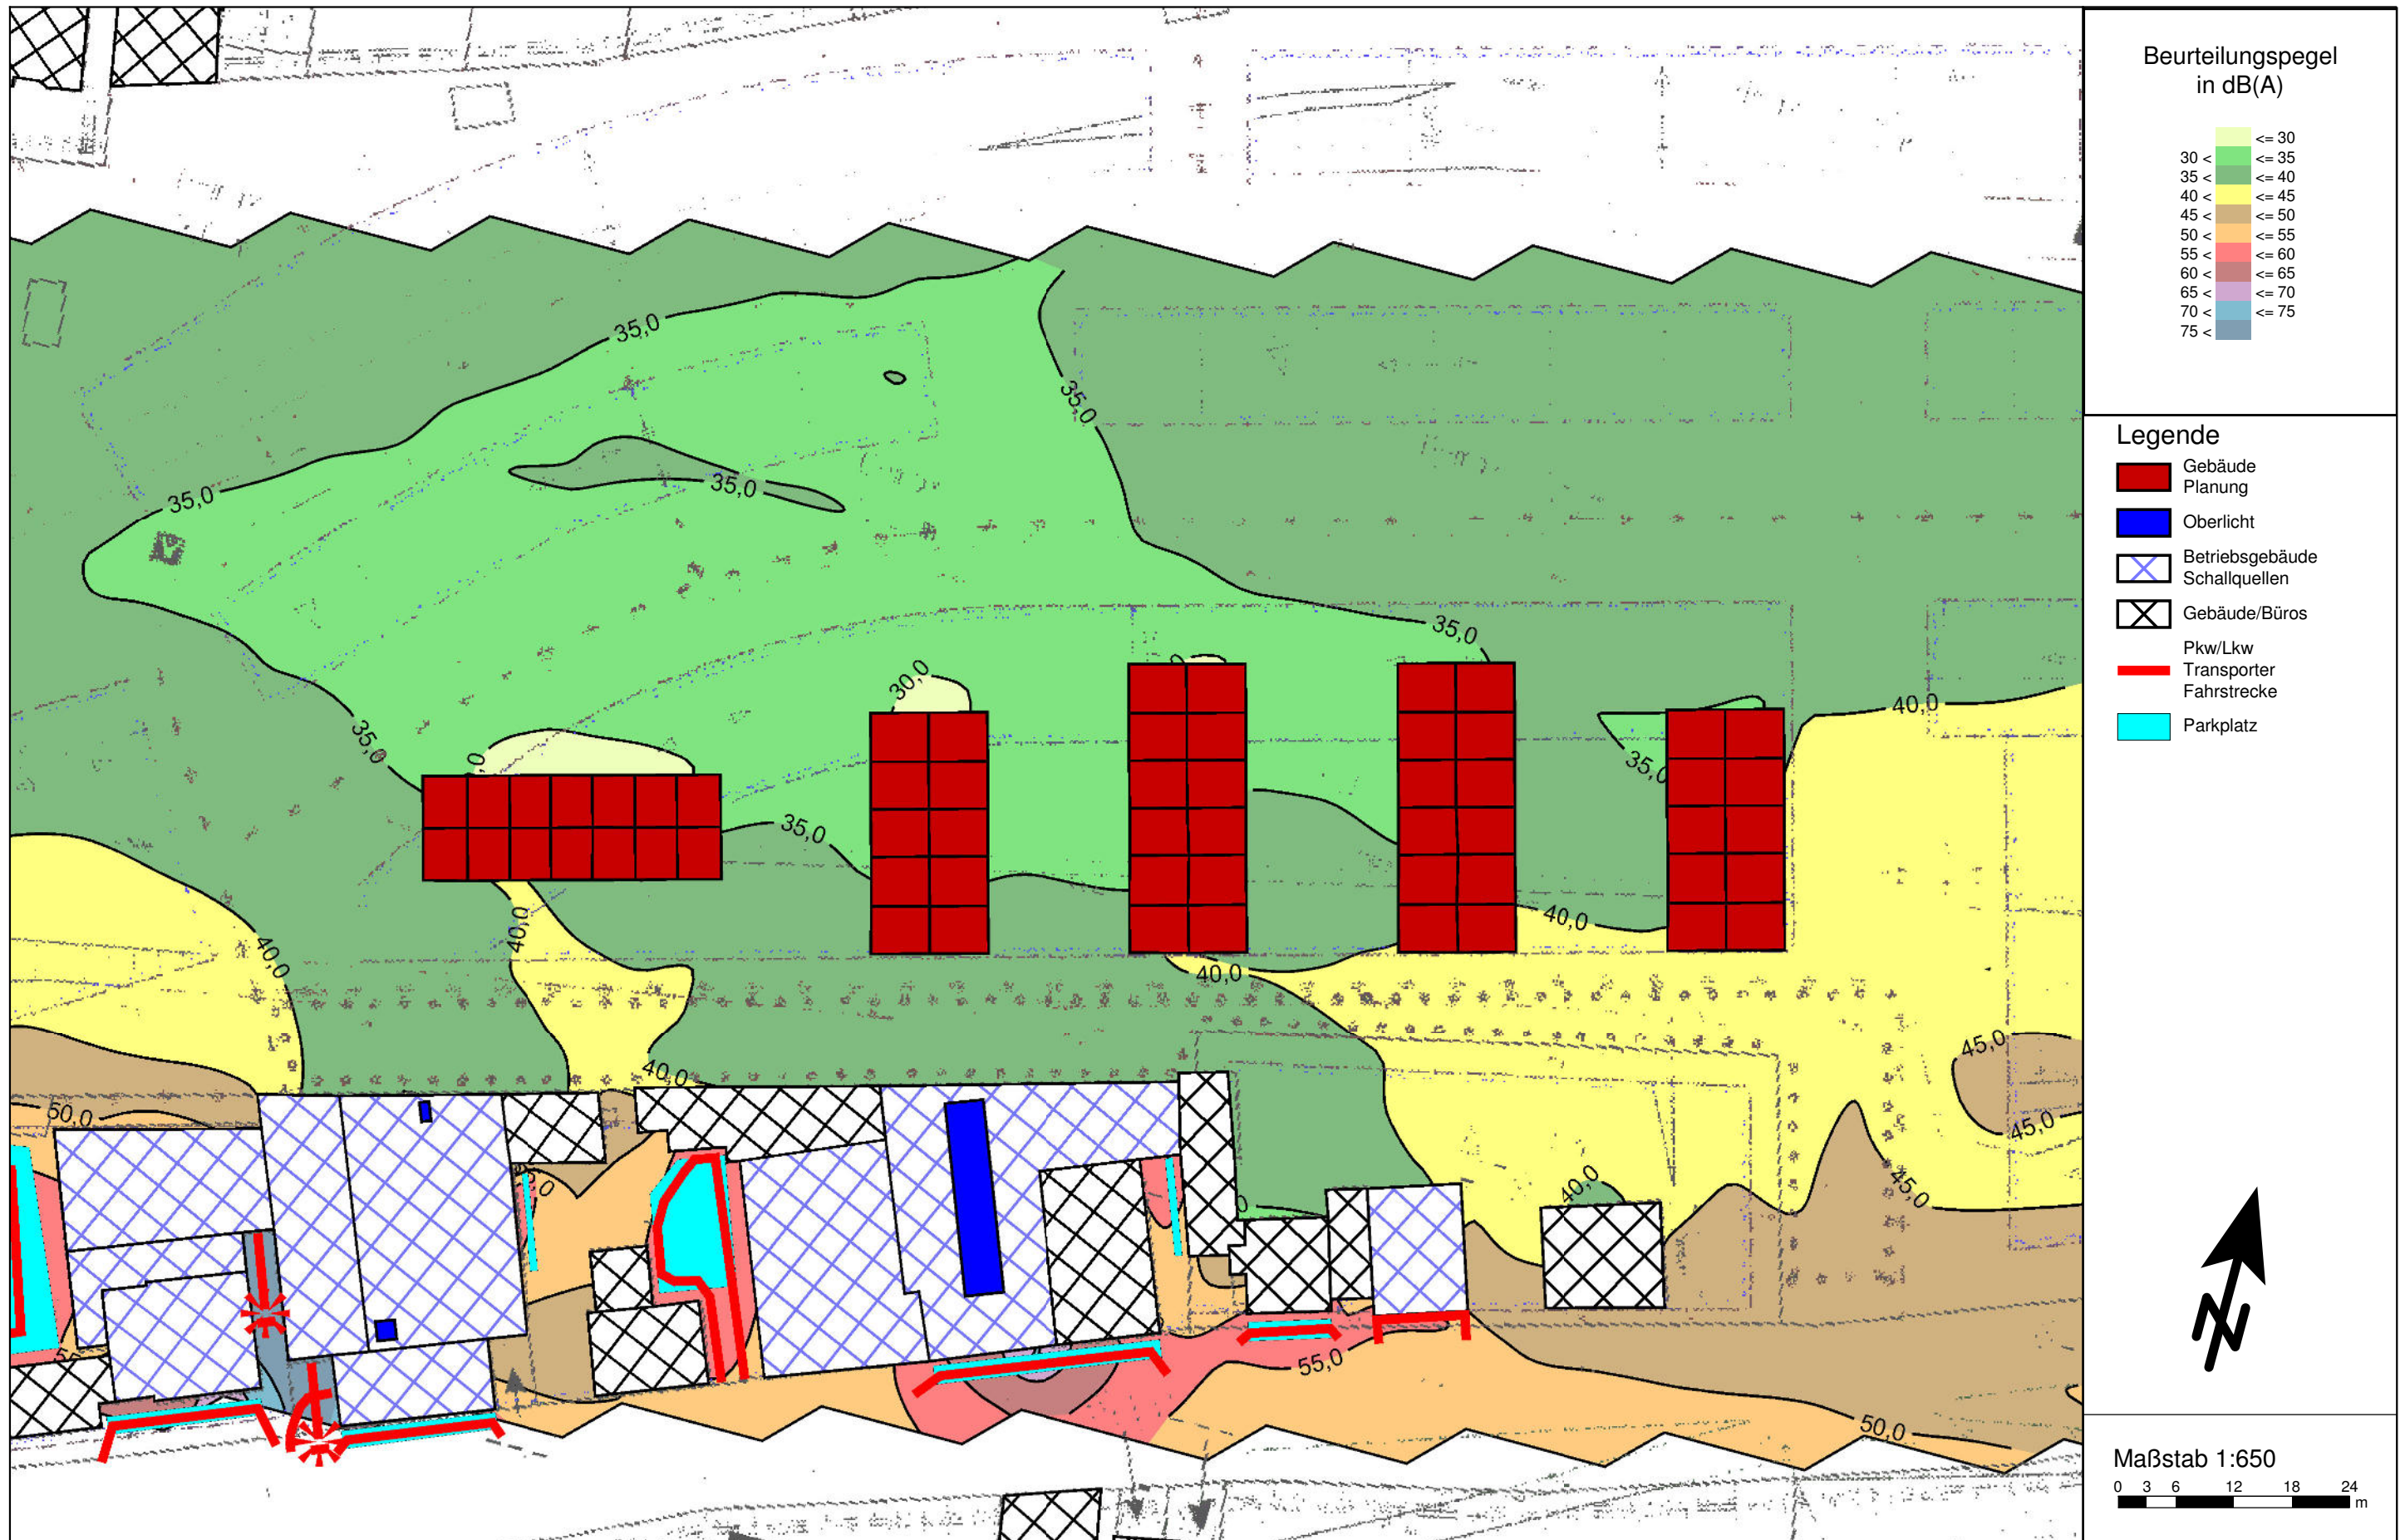 Beurteilungspegel
in dB(A)
<= 30
30 < <= 35
35 < <= 40
40 < <= 45
45 < <= 50
50 < <= 55
55 < <= 60
60 < <= 65
65 < <= 70
70 < <= 75
75 <
Legende
Gebäude
Planung
Oberlicht
Betriebsgebäude
Schallquellen
Gebäude/Büros
Pkw/Lkw
Transporter
Fahrstrecke
Parkplatz
Maßstab 1:650
0 3 6 12 18 24
m
N
35,0
35,0
35,0
35,0
35,0
30,0
40,0
35,0
35,0
35,0
40,0
40,0
40,0
40,0
45,0
40,0
50,0
45,0
40,0
45,0
55,0
50,0